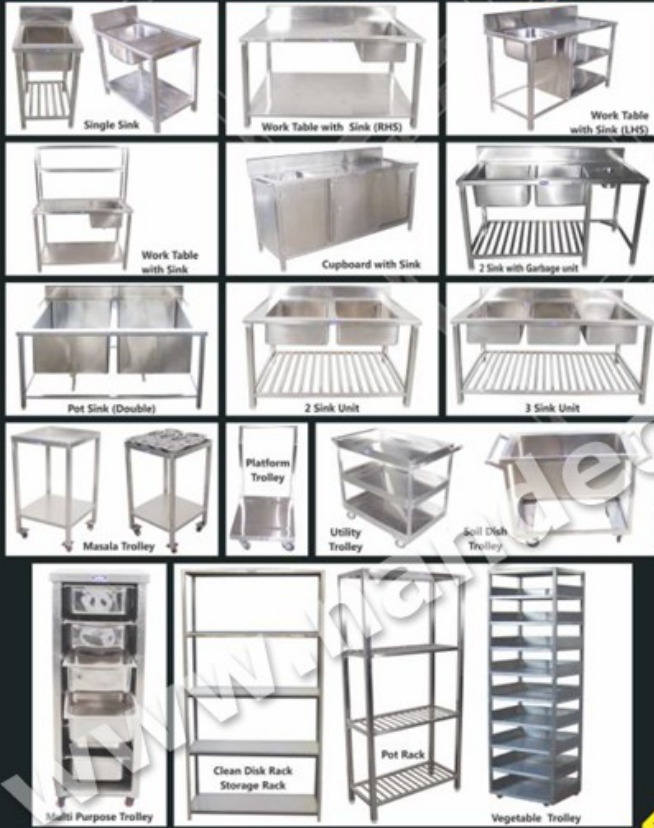 Single Sink
Work Table with Sink (RHS)
Work Table
with Sink (LHS)
Work Table
with Sink
Cupboard with Sink
2 Sink with Garbage unit
Pot Sink (Double)
2 Sink Unit
3 Sink Unit
Masala Trolley
Platform
Trolley
Utility
Trolley
Soil Dish
Trolley
Multi Purpose Trolley
Clean Disk Rack
Storage Rack
Pot Rack
Vegetable Trolley